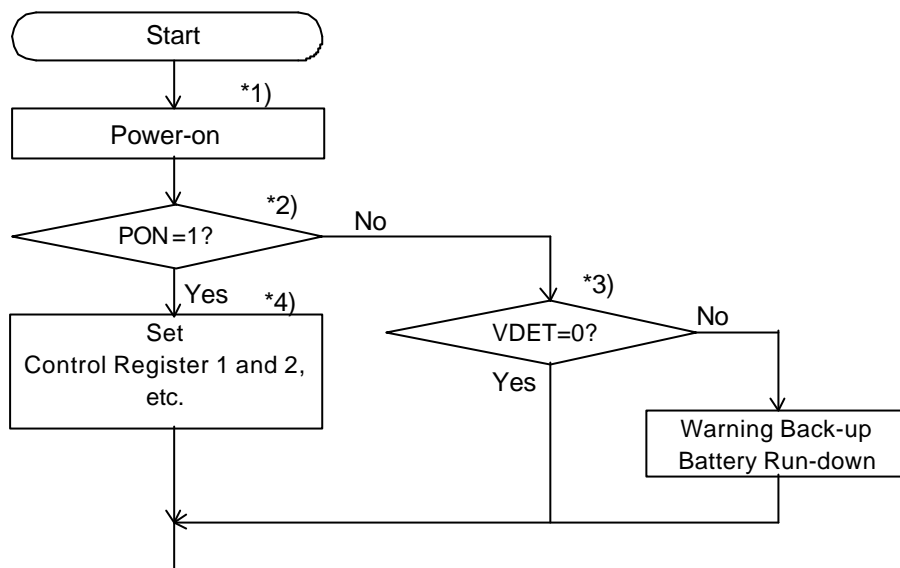 Start
*1)
Power-on
*2)
PON=1?
No
Yes
*4)
Set
Control Register 1 and 2,
etc.
*3)
VDET=0?
No
Yes
Warning Back-up
Battery Run-down